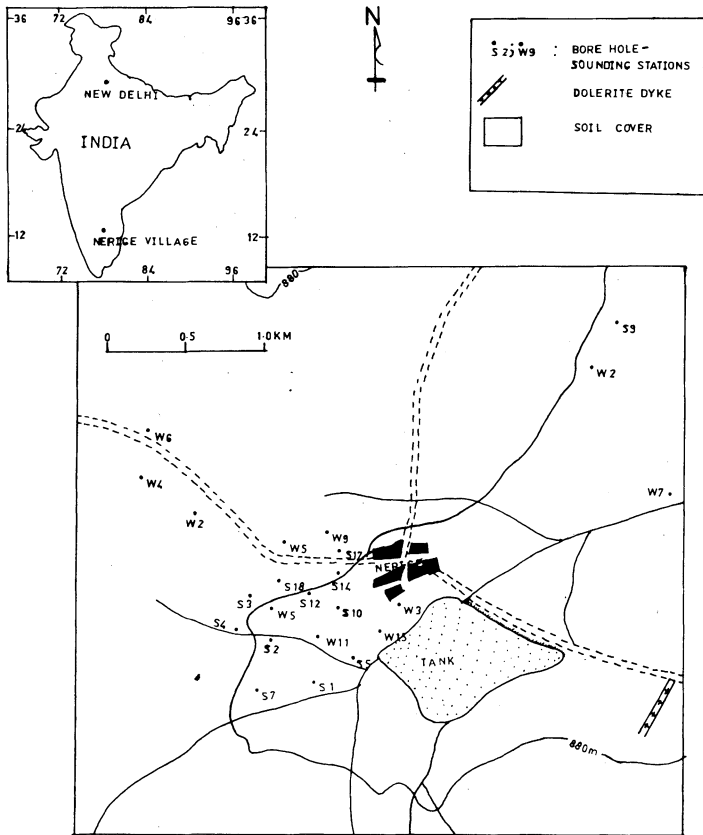 36 72 84 96 36
NEW DELHI
24 INDIA 24
12 NERIGE VILLAGE 12
72 84 96
N
S2; W9 : BORE HOLE-
SOUNDING STATIONS
DOLERITE DYKE
SOIL COVER
880
0 0·5 1·0KM
S9
W2
W6
W4
W7
W2
W9
W5
S17
NERIGE
S14
S18
S12
S3
W5
S10
W3
S4
W15
W11
S2
S5
TANK
S1
S7
880m